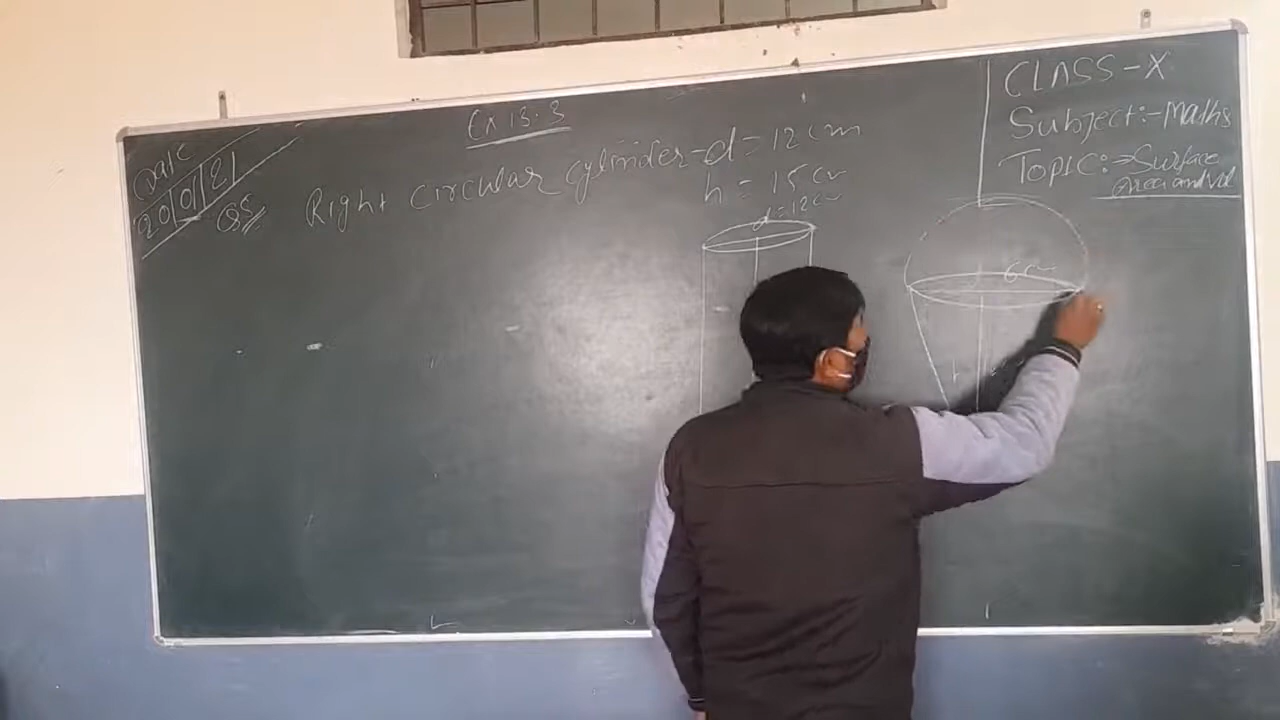 Date
20/01/21
Q5
Ex 13.3
Right circular cylinder - d = 12 cm
h = 15 cm
d = 12 cm
CLASS - X
Subject:- Maths
Topic:- Surface
Area and Vol
6 cm